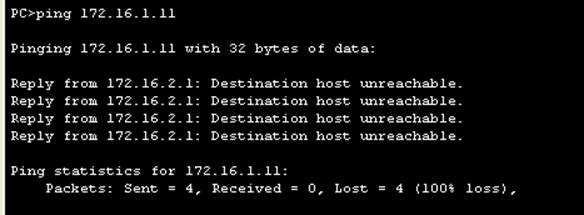 PC>ping 172.16.1.11
Pinging 172.16.1.11 with 32 bytes of data:
Reply from 172.16.2.1: Destination host unreachable.
Reply from 172.16.2.1: Destination host unreachable.
Reply from 172.16.2.1: Destination host unreachable.
Reply from 172.16.2.1: Destination host unreachable.
Ping statistics for 172.16.1.11:
Packets: Sent = 4, Received = 0, Lost = 4 (100% loss),